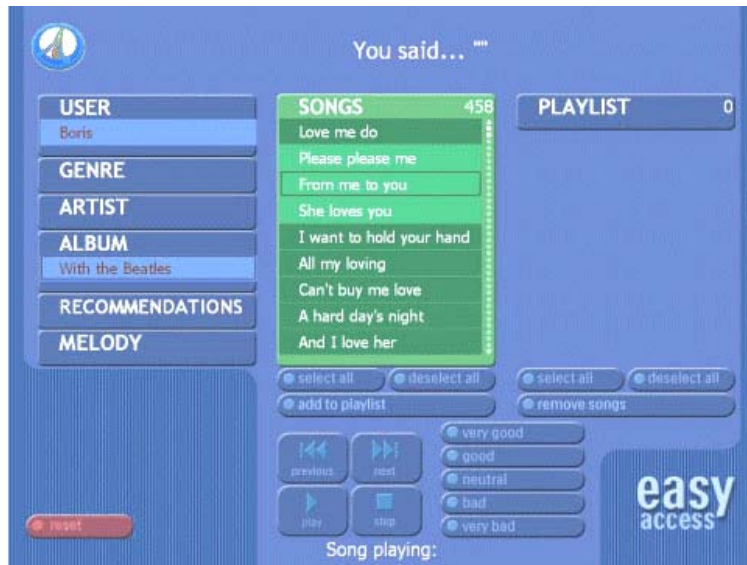 You said... ""
USER
Boris
GENRE
ARTIST
ALBUM
With the Beatles
RECOMMENDATIONS
MELODY
SONGS 458
Love me do
Please please me
From me to you
She loves you
I want to hold your hand
All my loving
Can't buy me love
A hard day's night
And I love her
select all deselect all
add to playlist
PLAYLIST 0
select all deselect all
remove songs
previous next
play stop
very good
good
neutral
bad
very bad
Song playing:
reset
easy
access